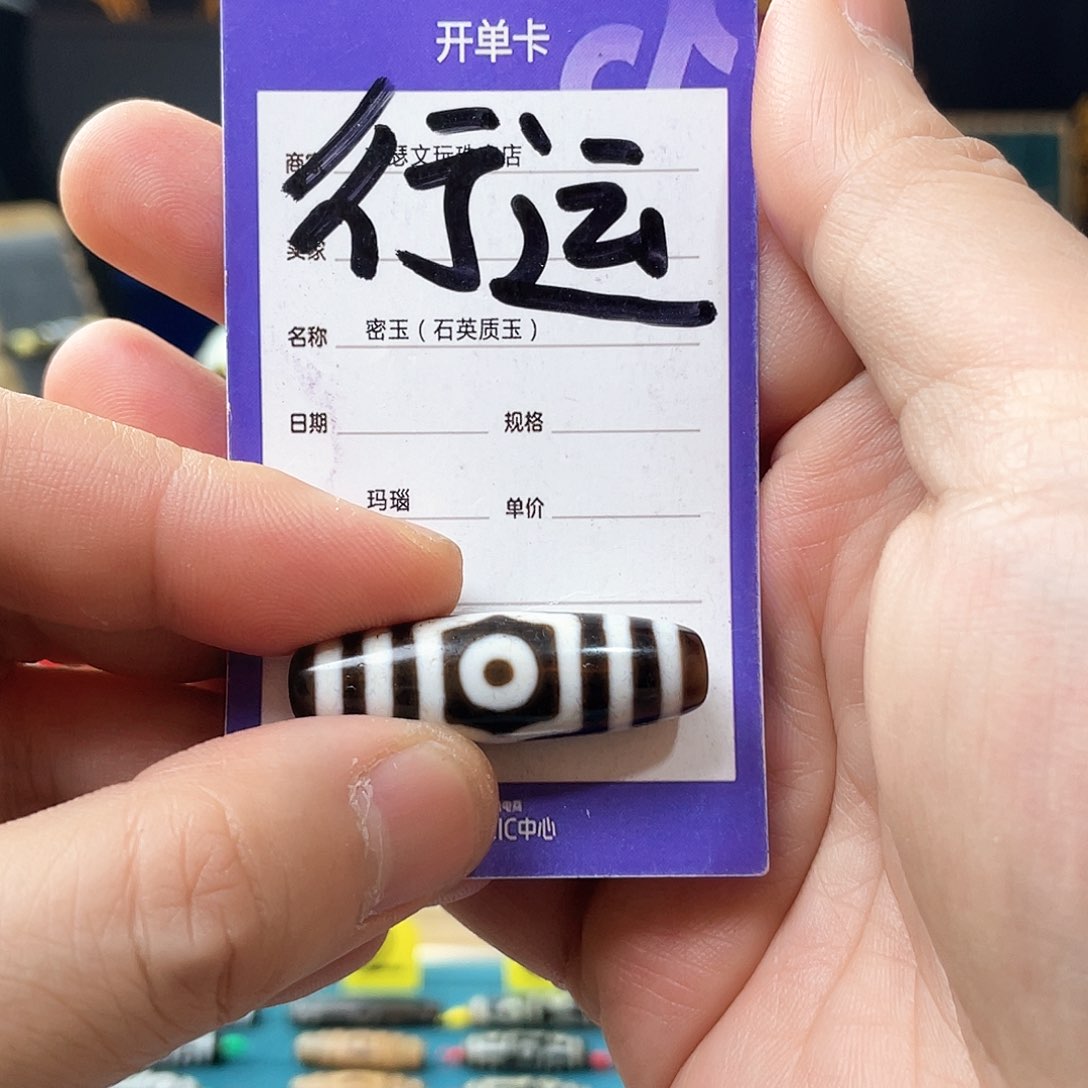 开单卡
行运
名称 密玉（石英质玉）
日期 规格
玛瑙 单价
IC中心